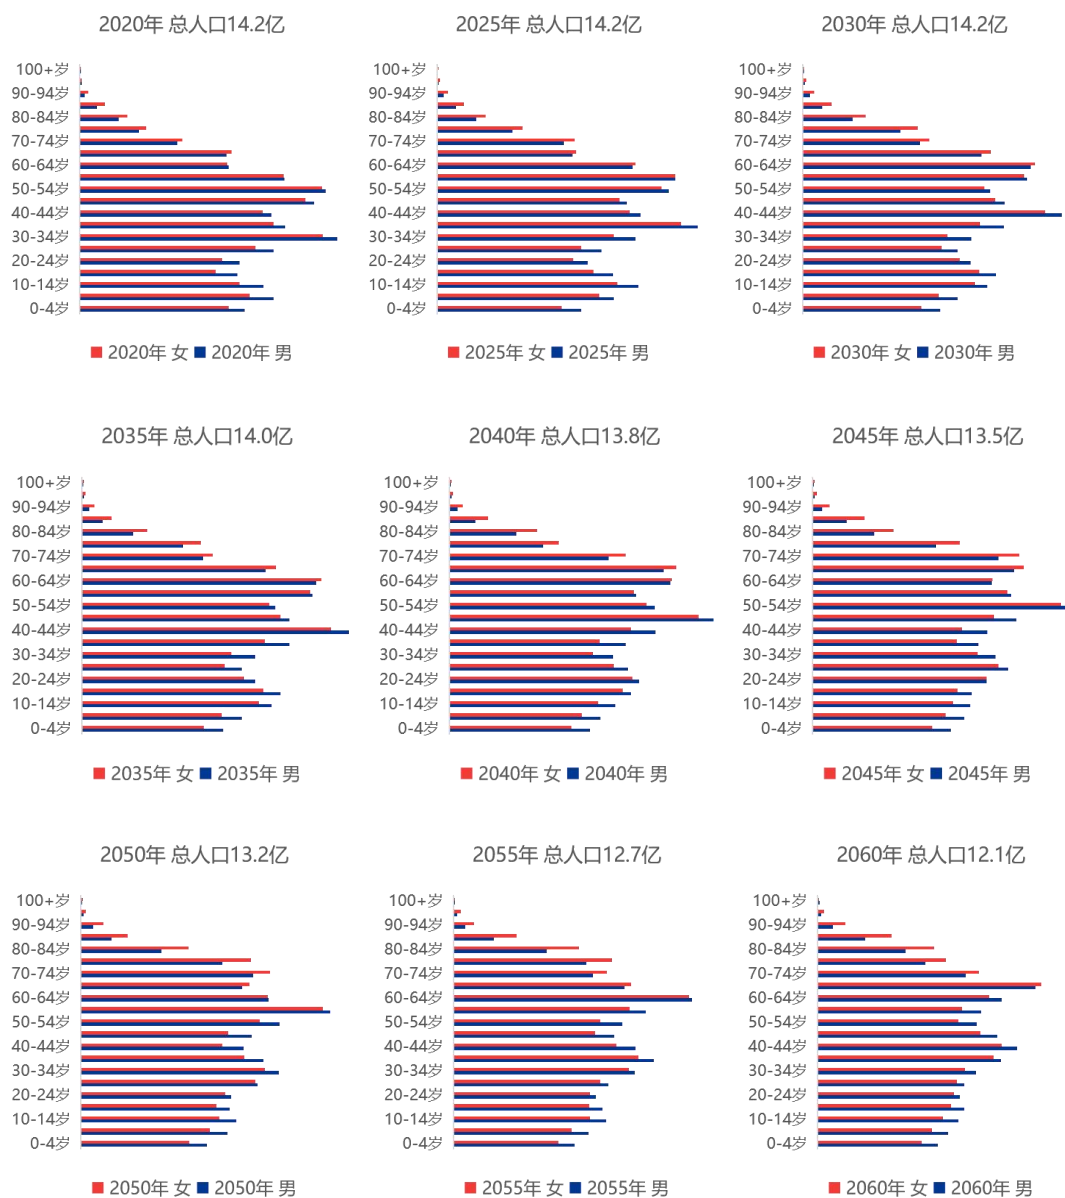 2020年 总人口14.2亿
100+岁
90-94岁
80-84岁
70-74岁
60-64岁
50-54岁
40-44岁
30-34岁
20-24岁
10-14岁
0-4岁
2020年 女 2020年 男
2025年 总人口14.2亿
100+岁
90-94岁
80-84岁
70-74岁
60-64岁
50-54岁
40-44岁
30-34岁
20-24岁
10-14岁
0-4岁
2025年 女 2025年 男
2030年 总人口14.2亿
100+岁
90-94岁
80-84岁
70-74岁
60-64岁
50-54岁
40-44岁
30-34岁
20-24岁
10-14岁
0-4岁
2030年 女 2030年 男
2035年 总人口14.0亿
100+岁
90-94岁
80-84岁
70-74岁
60-64岁
50-54岁
40-44岁
30-34岁
20-24岁
10-14岁
0-4岁
2035年 女 2035年 男
2040年 总人口13.8亿
100+岁
90-94岁
80-84岁
70-74岁
60-64岁
50-54岁
40-44岁
30-34岁
20-24岁
10-14岁
0-4岁
2040年 女 2040年 男
2045年 总人口13.5亿
100+岁
90-94岁
80-84岁
70-74岁
60-64岁
50-54岁
40-44岁
30-34岁
20-24岁
10-14岁
0-4岁
2045年 女 2045年 男
2050年 总人口13.2亿
100+岁
90-94岁
80-84岁
70-74岁
60-64岁
50-54岁
40-44岁
30-34岁
20-24岁
10-14岁
0-4岁
2050年 女 2050年 男
2055年 总人口12.7亿
100+岁
90-94岁
80-84岁
70-74岁
60-64岁
50-54岁
40-44岁
30-34岁
20-24岁
10-14岁
0-4岁
2055年 女 2055年 男
2060年 总人口12.1亿
100+岁
90-94岁
80-84岁
70-74岁
60-64岁
50-54岁
40-44岁
30-34岁
20-24岁
10-14岁
0-4岁
2060年 女 2060年 男